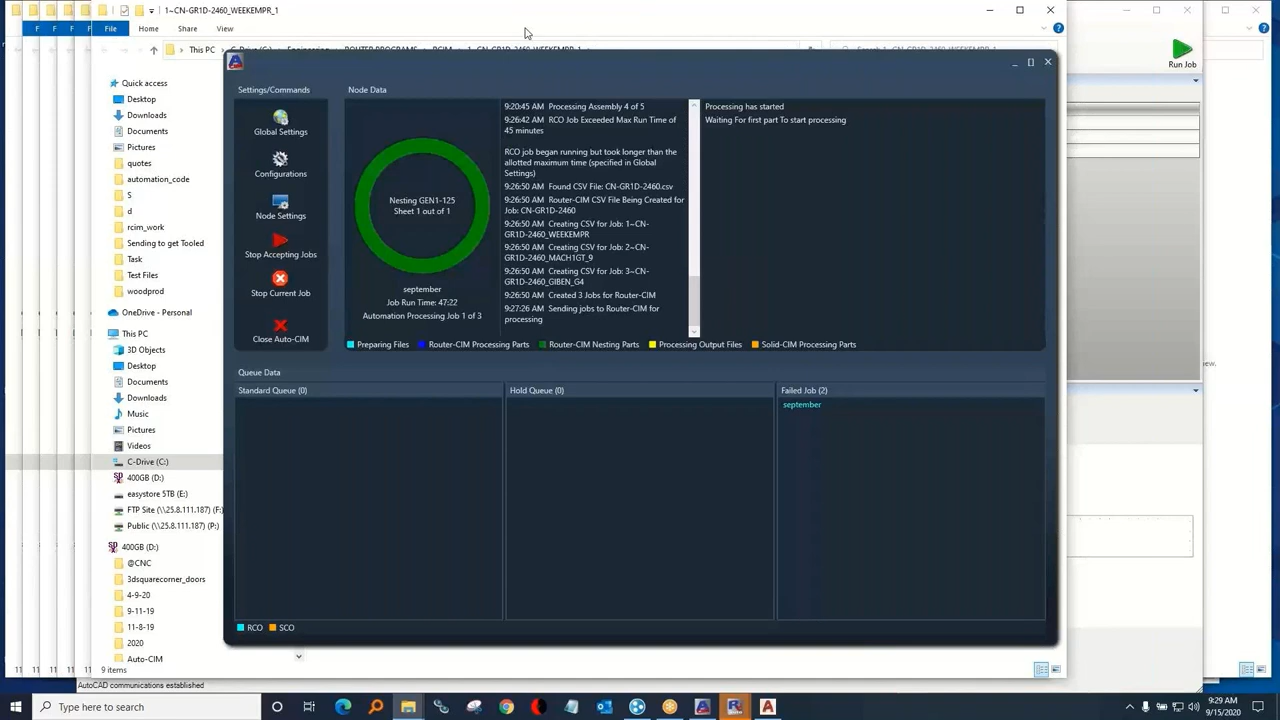 1~CN-GR1D-2460_WEEKEMPR_1
F
F
F
F
File
Home
Share
View
This PC
Run Job
Quick access
Desktop
Downloads
Documents
Pictures
quotes
automation_code
S
d
rcim_work
Sending to get Tooled
Task
Test Files
woodprod
OneDrive - Personal
This PC
3D Objects
Desktop
Documents
Downloads
Music
Pictures
Videos
C-Drive (C:)
400GB (D:)
easystore 5TB (E:)
FTP Site (\\25.8.111.187) (F:)
Public (\\25.8.111.187) (P:)
400GB (D:)
@CNC
3dsquarecorner_doors
4-9-20
9-11-19
11-8-19
2020
Auto-CIM
9 items
AutoCAD communications established
Settings/Commands
Global Settings
Configurations
Node Settings
Stop Accepting Jobs
Stop Current Job
Close Auto-CIM
Node Data
Nesting GEN1-125
Sheet 1 out of 1
september
Job Run Time: 47:22
Automation Processing Job 1 of 3
9:20:45 AM Processing Assembly 4 of 5
9:26:42 AM RCO Job Exceeded Max Run Time of
45 minutes
RCO job began running but took longer than the
allotted maximum time (specified in Global
Settings)
9:26:50 AM Found CSV File: CN-GR1D-2460.csv
9:26:50 AM Router-CIM CSV File Being Created for
Job: CN-GR1D-2460
9:26:50 AM Creating CSV for Job: 1~CN-
GR1D-2460_WEEKEMPR
9:26:50 AM Creating CSV for Job: 2~CN-
GR1D-2460_MACH1GT_9
9:26:50 AM Creating CSV for Job: 3~CN-
GR1D-2460_GIBEN_G4
9:26:50 AM Created 3 Jobs for Router-CIM
9:27:26 AM Sending jobs to Router-CIM for
processing
Processing has started
Waiting For first part To start processing
Preparing Files
Router-CIM Processing Parts
Router-CIM Nesting Parts
Processing Output Files
Solid-CIM Processing Parts
Queue Data
Standard Queue (0)
Hold Queue (0)
Failed Job (2)
september
RCO
SCO
Type here to search
9:29 AM
9/15/2020